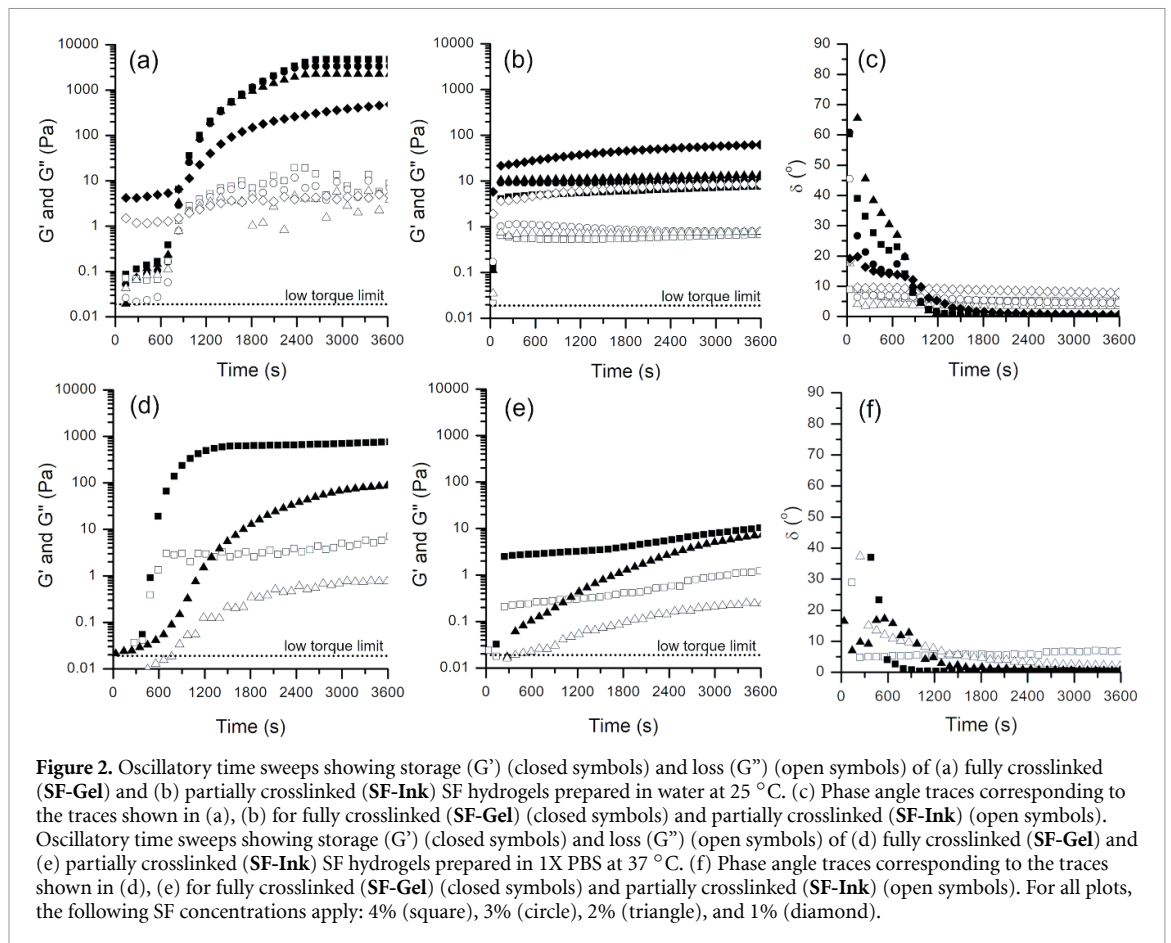 (a)
G' and G" (Pa)
10000
1000
100
10
1
0.1
0.01
low torque limit
0 600 1200 1800 2400 3000 3600
Time (s)
(b)
G' and G" (Pa)
10000
1000
100
10
1
0.1
0.01
low torque limit
0 600 1200 1800 2400 3000 3600
Time (s)
(c)
δ (°)
90
80
70
60
50
40
30
20
10
0
0 600 1200 1800 2400 3000 3600
Time (s)
(d)
G' and G" (Pa)
10000
1000
100
10
1
0.1
0.01
low torque limit
0 600 1200 1800 2400 3000 3600
Time (s)
(e)
G' and G" (Pa)
10000
1000
100
10
1
0.1
0.01
low torque limit
0 600 1200 1800 2400 3000 3600
Time (s)
(f)
δ (°)
90
80
70
60
50
40
30
20
10
0
0 600 1200 1800 2400 3000 3600
Time (s)
Figure 2. Oscillatory time sweeps showing storage (G') (closed symbols) and loss (G") (open symbols) of (a) fully crosslinked
(SF-Gel) and (b) partially crosslinked (SF-Ink) SF hydrogels prepared in water at 25 °C. (c) Phase angle traces corresponding to
the traces shown in (a), (b) for fully crosslinked (SF-Gel) (closed symbols) and partially crosslinked (SF-Ink) (open symbols).
Oscillatory time sweeps showing storage (G') (closed symbols) and loss (G") (open symbols) of (d) fully crosslinked (SF-Gel) and
(e) partially crosslinked (SF-Ink) SF hydrogels prepared in 1X PBS at 37 °C. (f) Phase angle traces corresponding to the traces
shown in (d), (e) for fully crosslinked (SF-Gel) (closed symbols) and partially crosslinked (SF-Ink) (open symbols). For all plots,
the following SF concentrations apply: 4% (square), 3% (circle), 2% (triangle), and 1% (diamond).